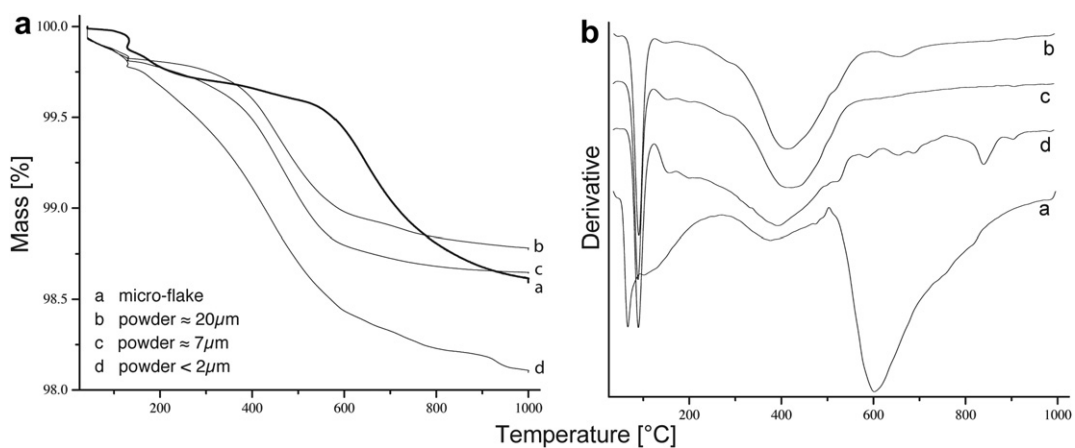 a
100.0
99.5
99.0
98.5
98.0
Mass [%]
b
c
a
d
a micro-flake
b powder ≈ 20µm
c powder ≈ 7µm
d powder < 2µm
200
400
600
800
1000
b
Derivative
b
c
d
a
200
400
600
800
1000
Temperature [°C]